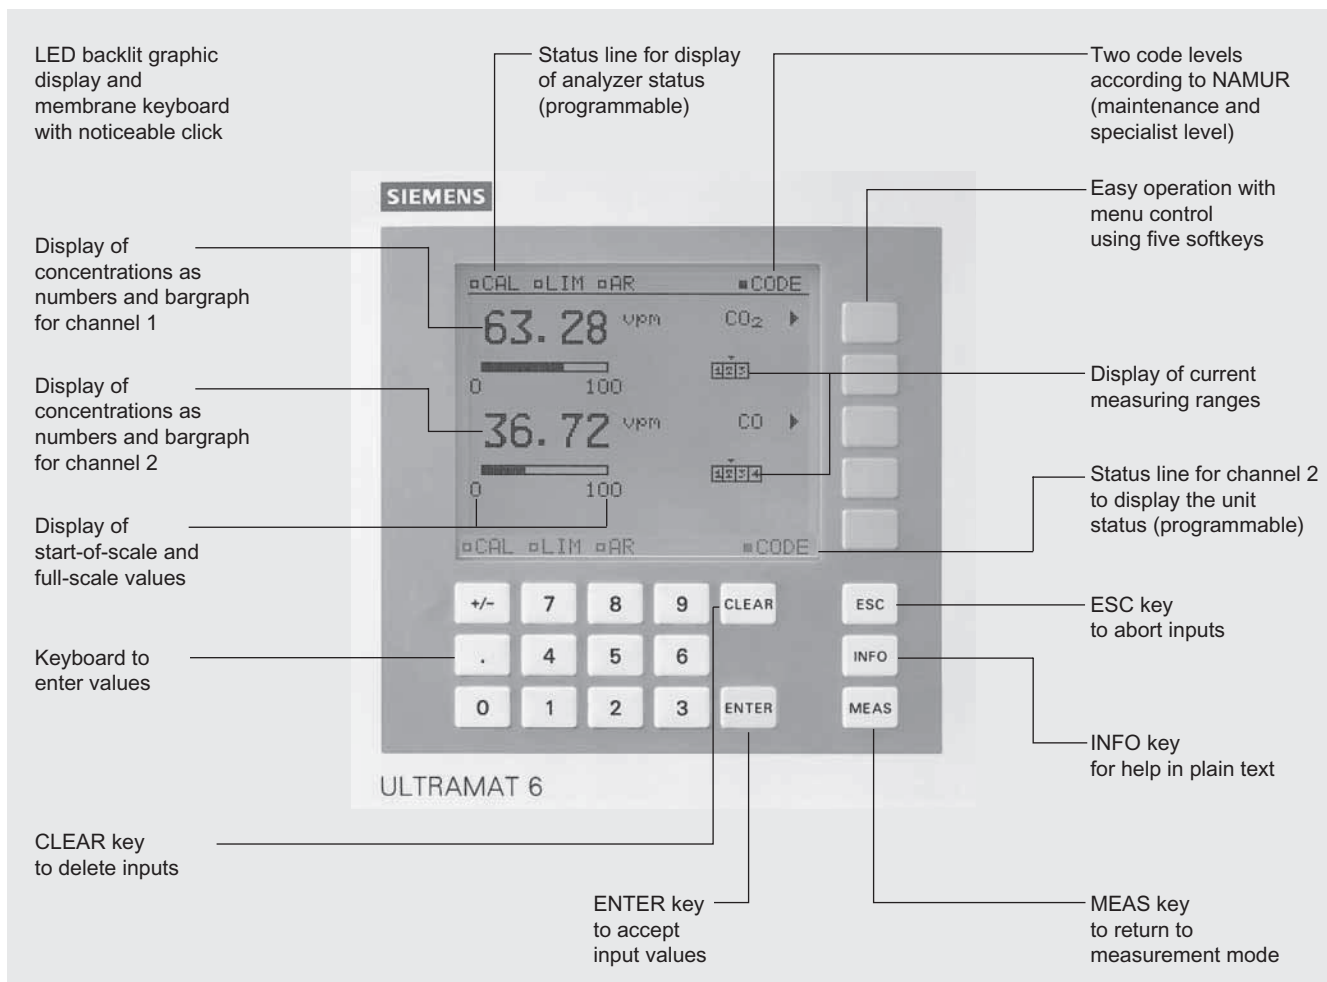 LED backlit graphic
display and
membrane keyboard
with noticeable click
Status line for display
of analyzer status
(programmable)
Two code levels
according to NAMUR
(maintenance and
specialist level)
SIEMENS
Easy operation with
menu control
using five softkeys
Display of
concentrations as
numbers and bargraph
for channel 1
CAL LIM AR CODE
63.28 vpm CO2
1 2 3
0 100
Display of
concentrations as
numbers and bargraph
for channel 2
Display of current
measuring ranges
36.72 vpm CO
1 2 3 4
0 100
Status line for channel 2
to display the unit
status (programmable)
Display of
start-of-scale and
full-scale values
CAL LIM AR CODE
+/- 7 8 9 CLEAR ESC
ESC key
to abort inputs
Keyboard to
enter values
. 4 5 6 INFO
0 1 2 3 ENTER MEAS
INFO key
for help in plain text
ULTRAMAT 6
CLEAR key
to delete inputs
ENTER key
to accept
input values
MEAS key
to return to
measurement mode